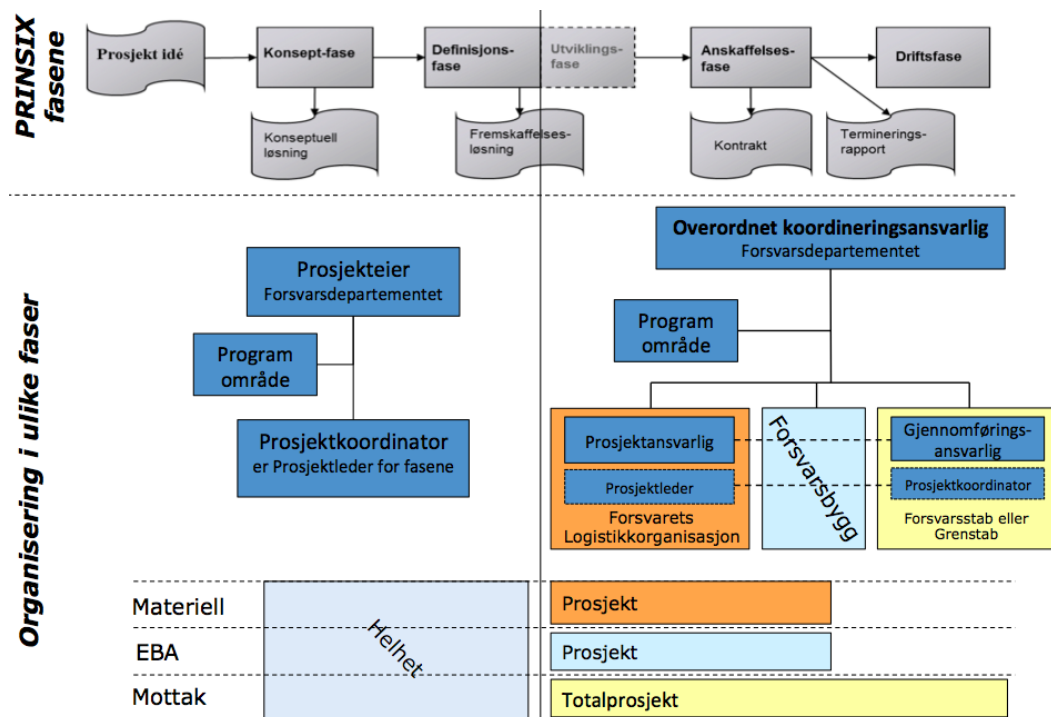 PRINSIX
fasene
Prosjekt idé
Konsept-fase
Definisjons-
fase
Utviklings-
fase
Anskaffelses-
fase
Driftsfase
Konseptuell
løsning
Fremskaffelses-
løsning
Kontrakt
Terminerings-
rapport
Organisering i ulike faser
Prosjekteier
Forsvarsdepartementet
Program
område
Prosjektkoordinator
er Prosjektleder for fasene
Overordnet koordineringsansvarlig
Forsvarsdepartementet
Program
område
Prosjektansvarlig
Prosjektleder
Forsvarets
Logistikkorganisasjon
Forsvarsbygg
Gjennomførings-
ansvarlig
Prosjektkoordinator
Forsvarsstab eller
Grenstab
Materiell
EBA
Mottak
Helhet
Prosjekt
Prosjekt
Totalprosjekt